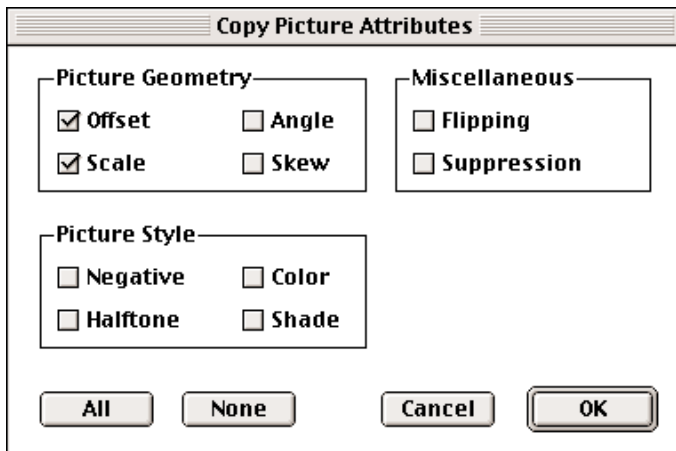 Copy Picture Attributes
Picture Geometry
Miscellaneous
Offset
Angle
Flipping
Scale
Skew
Suppression
Picture Style
Negative
Color
Halftone
Shade
All
None
Cancel
OK